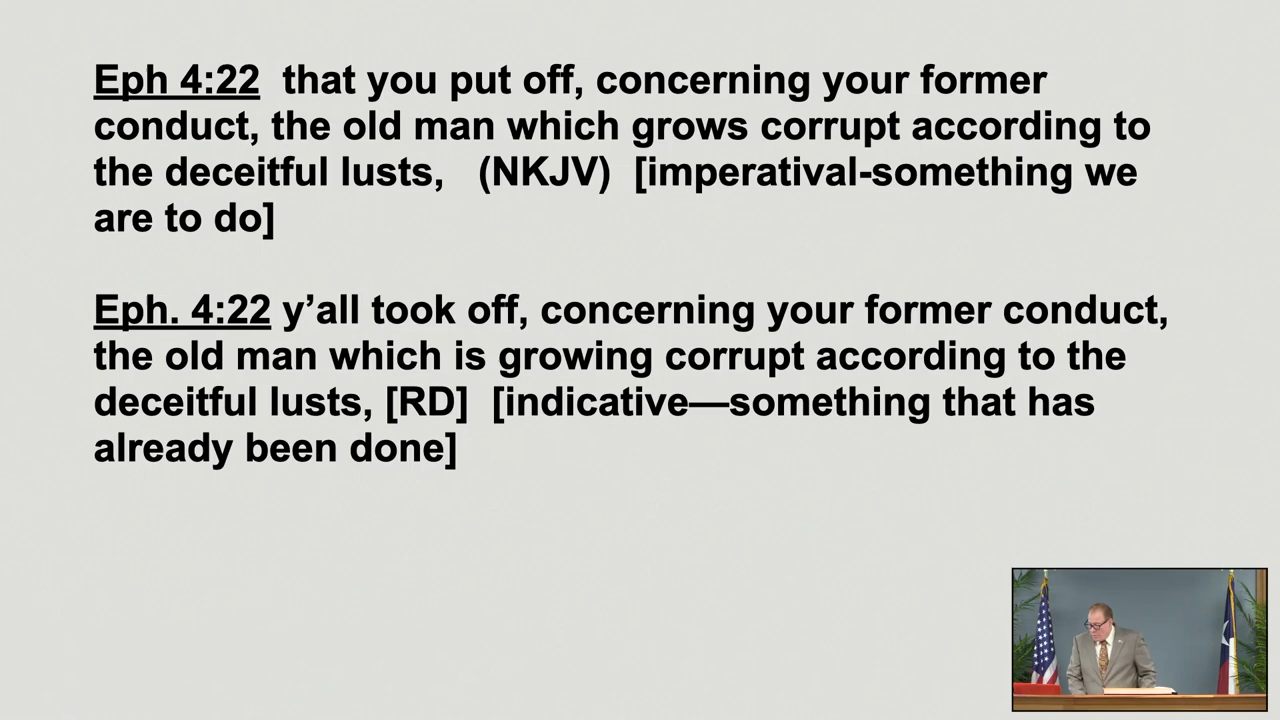 Eph 4:22 that you put off, concerning your former
conduct, the old man which grows corrupt according to
the deceitful lusts, (NKJV) [imperatival-something we
are to do]
Eph. 4:22 y’all took off, concerning your former conduct,
the old man which is growing corrupt according to the
deceitful lusts, [RD] [indicative—something that has
already been done]